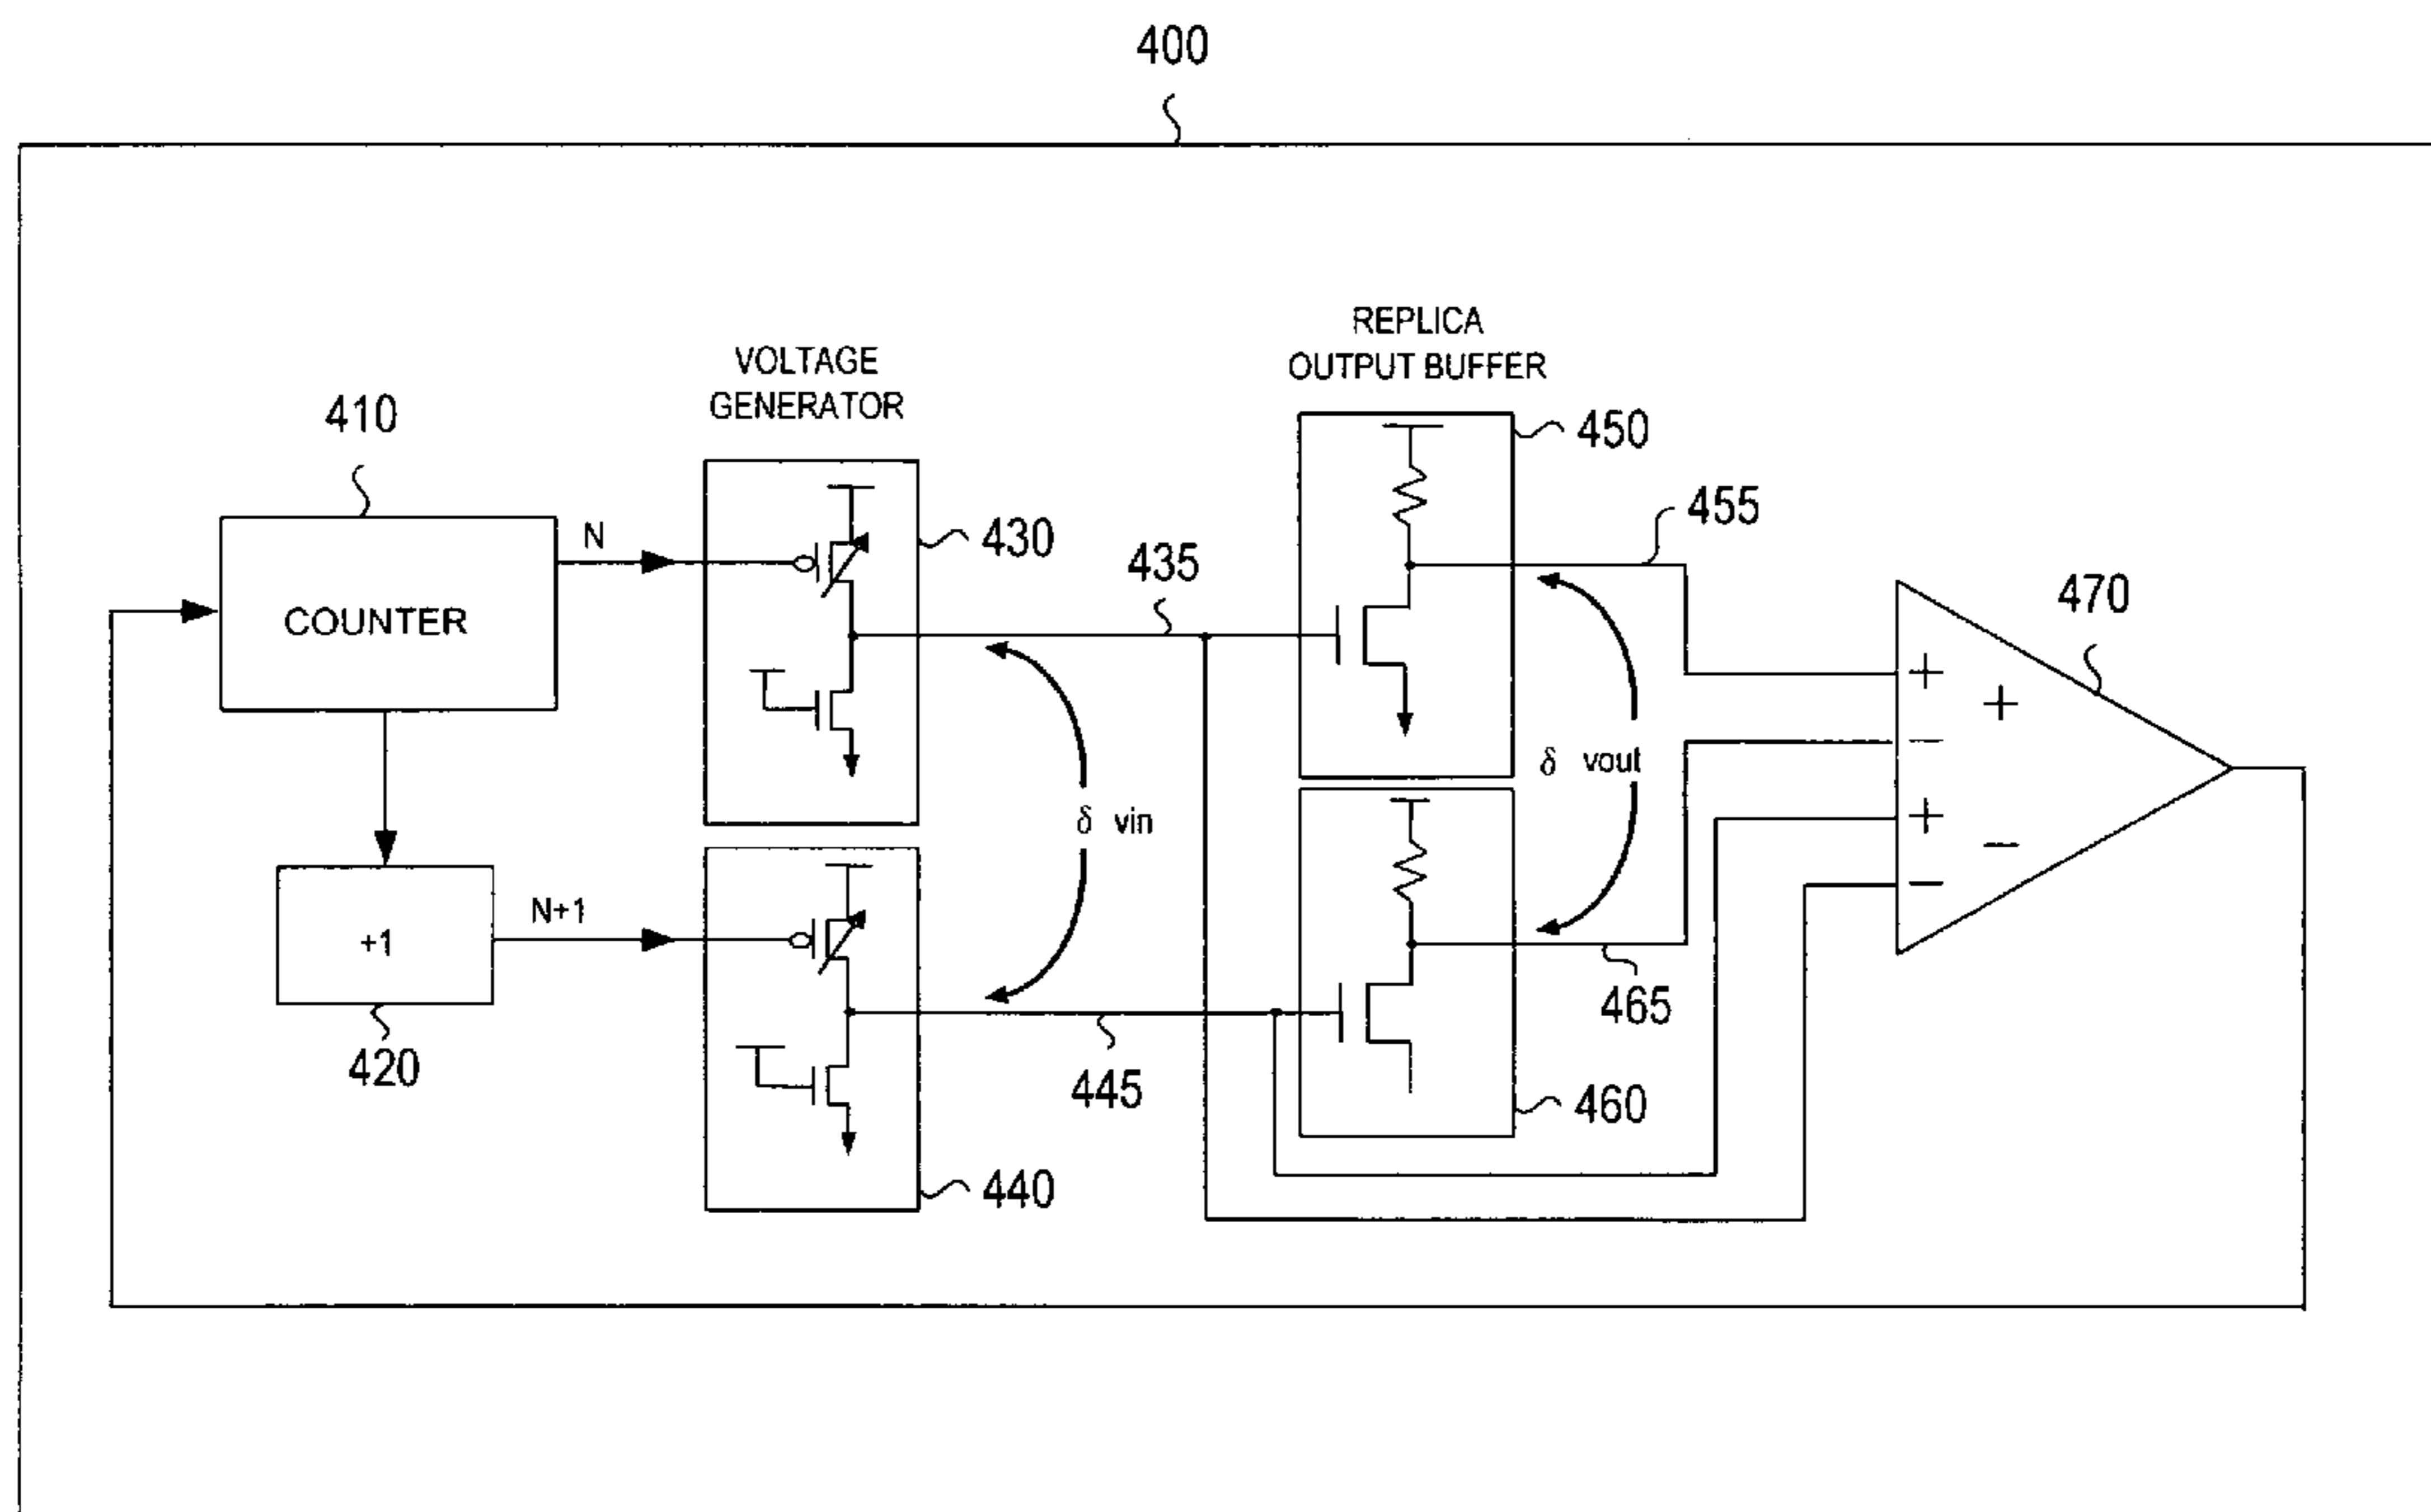 400
REPLICA
OUTPUT BUFFER
VOLTAGE
GENERATOR
410
450
430
455
N
435
470
COUNTER
+
+
−
δ vout
δ vin
+
−
−
N+1
+1
465
420
445
460
440